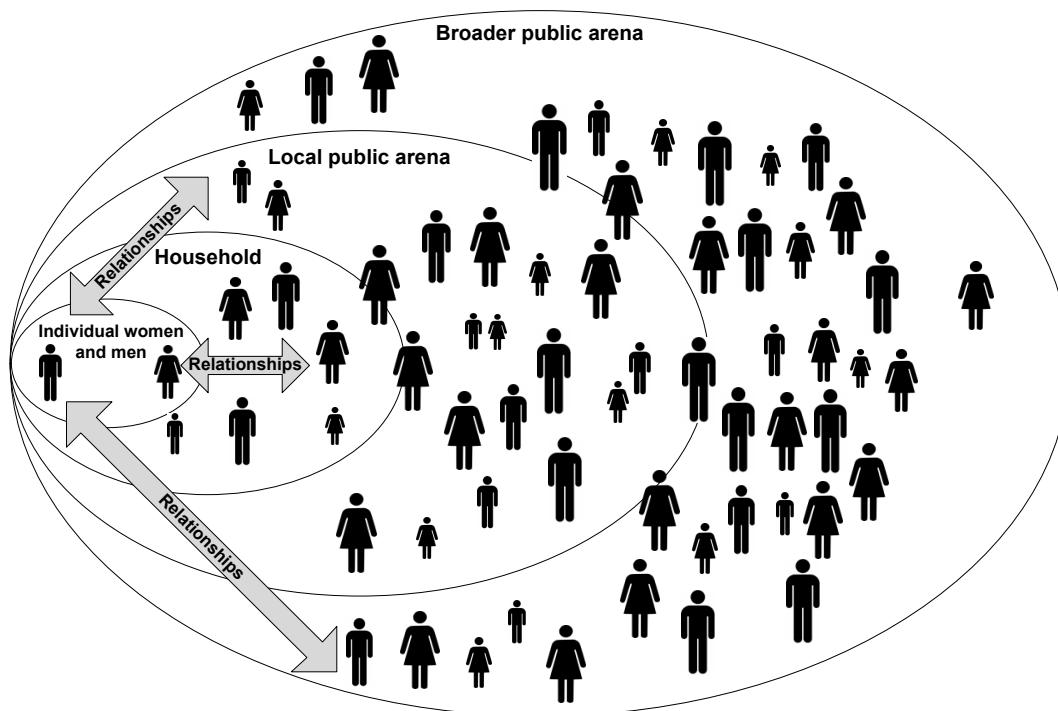 Broader public arena
Local public arena
Relationships
Household
Individual women
and men
Relationships
Relationships